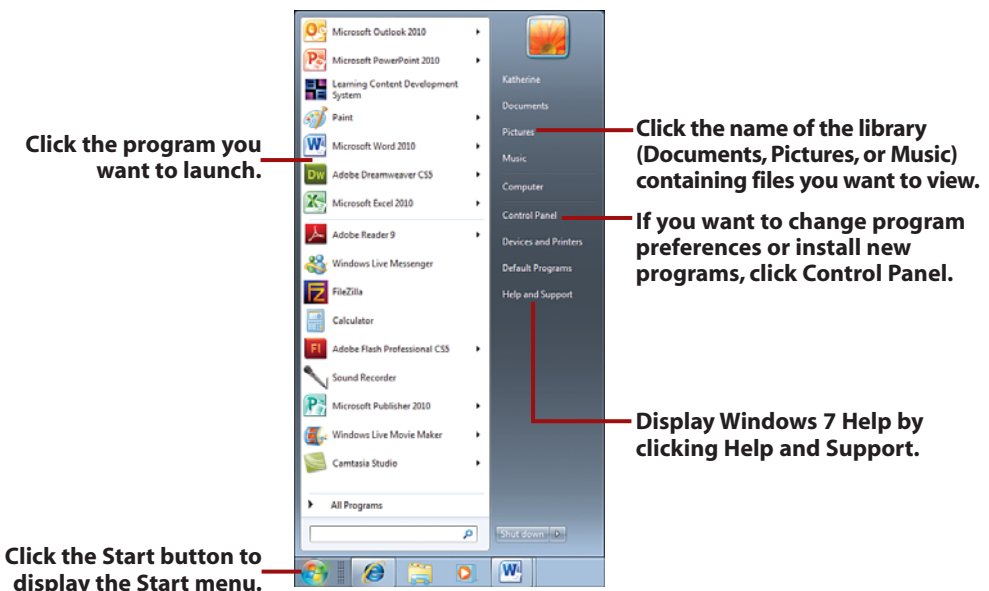 Microsoft Outlook 2010
Microsoft PowerPoint 2010
Learning Content Development
System
Paint
Microsoft Word 2010
Adobe Dreamweaver CS5
Microsoft Excel 2010
Adobe Reader 9
Windows Live Messenger
FileZilla
Calculator
Adobe Flash Professional CS5
Sound Recorder
Microsoft Publisher 2010
Windows Live Movie Maker
Camtasia Studio
All Programs
Katherine
Documents
Pictures
Music
Computer
Control Panel
Devices and Printers
Default Programs
Help and Support
Shut down
Click the program you
want to launch.
Click the Start button to
display the Start menu.
Click the name of the library
(Documents, Pictures, or Music)
containing files you want to view.
If you want to change program
preferences or install new
programs, click Control Panel.
Display Windows 7 Help by
clicking Help and Support.